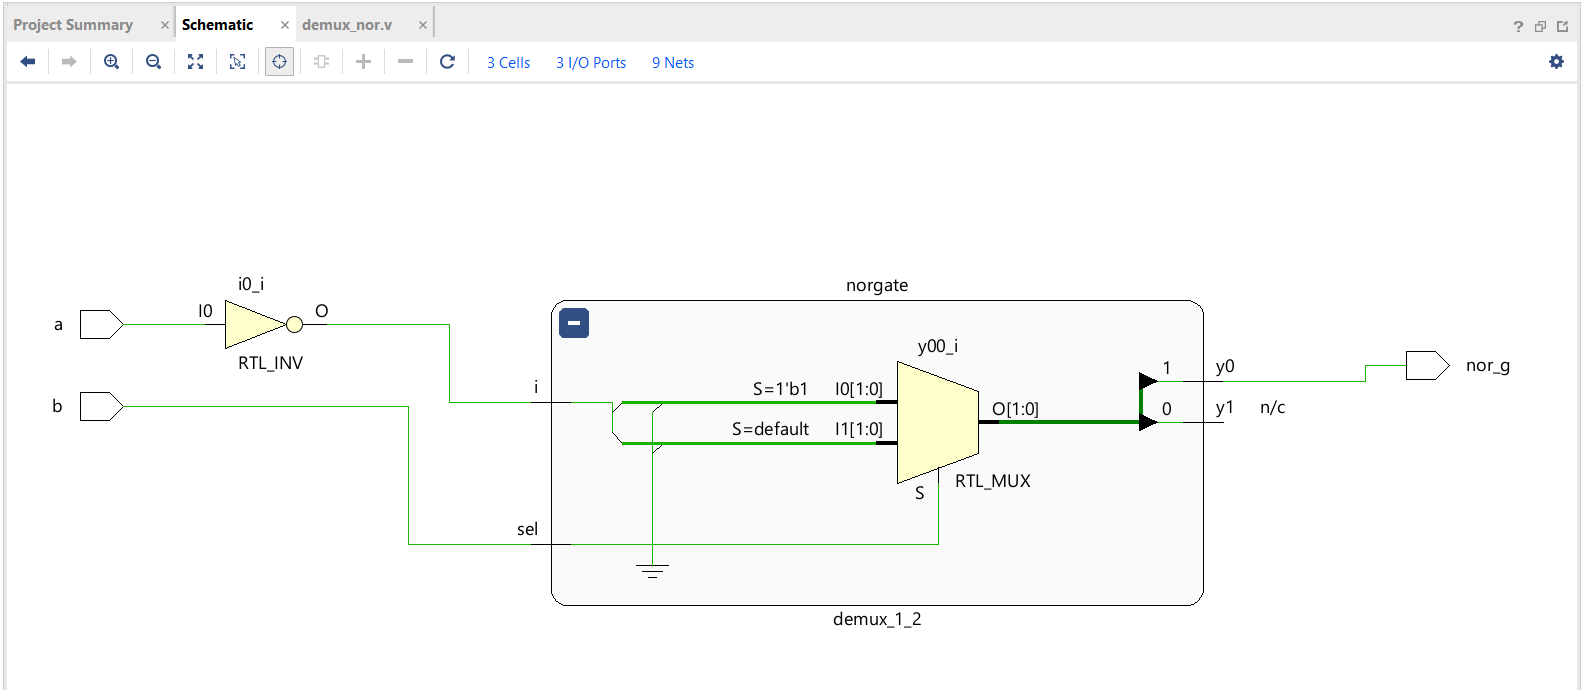 Project Summary × Schematic × demux_nor.v ×
3 Cells 3 I/O Ports 9 Nets
i0_i
norgate
a I0 O
RTL_INV
y00_i
i S=1'b1 I0[1:0] 1 y0 nor_g
b S=default I1[1:0] O[1:0] 0 y1 n/c
S RTL_MUX
sel
demux_1_2